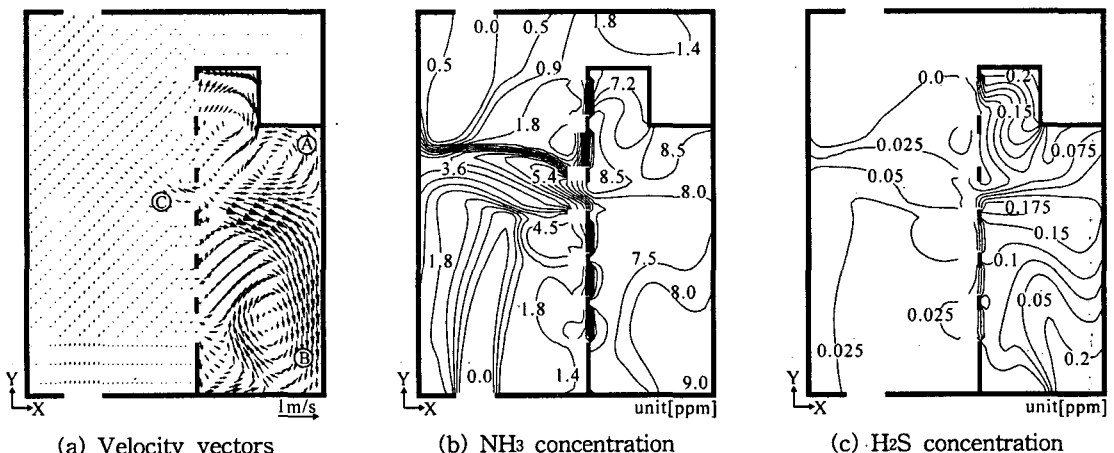 A
C
B
Y
X
1m/s
(a) Velocity vectors
0.0
0.5
1.8
1.4
0.5
0.9
7.2
1.8
8.5
3.6
5.4
8.5
8.0
4.5
7.5
1.8
8.0
1.8
0.0
1.4
9.0
Y
X
unit[ppm]
(b) NH3 concentration
0.0
0.2
0.15
0.025
0.075
0.05
0.175
0.15
0.1
0.05
0.025
0.025
0.2
Y
X
unit[ppm]
(c) H2S concentration